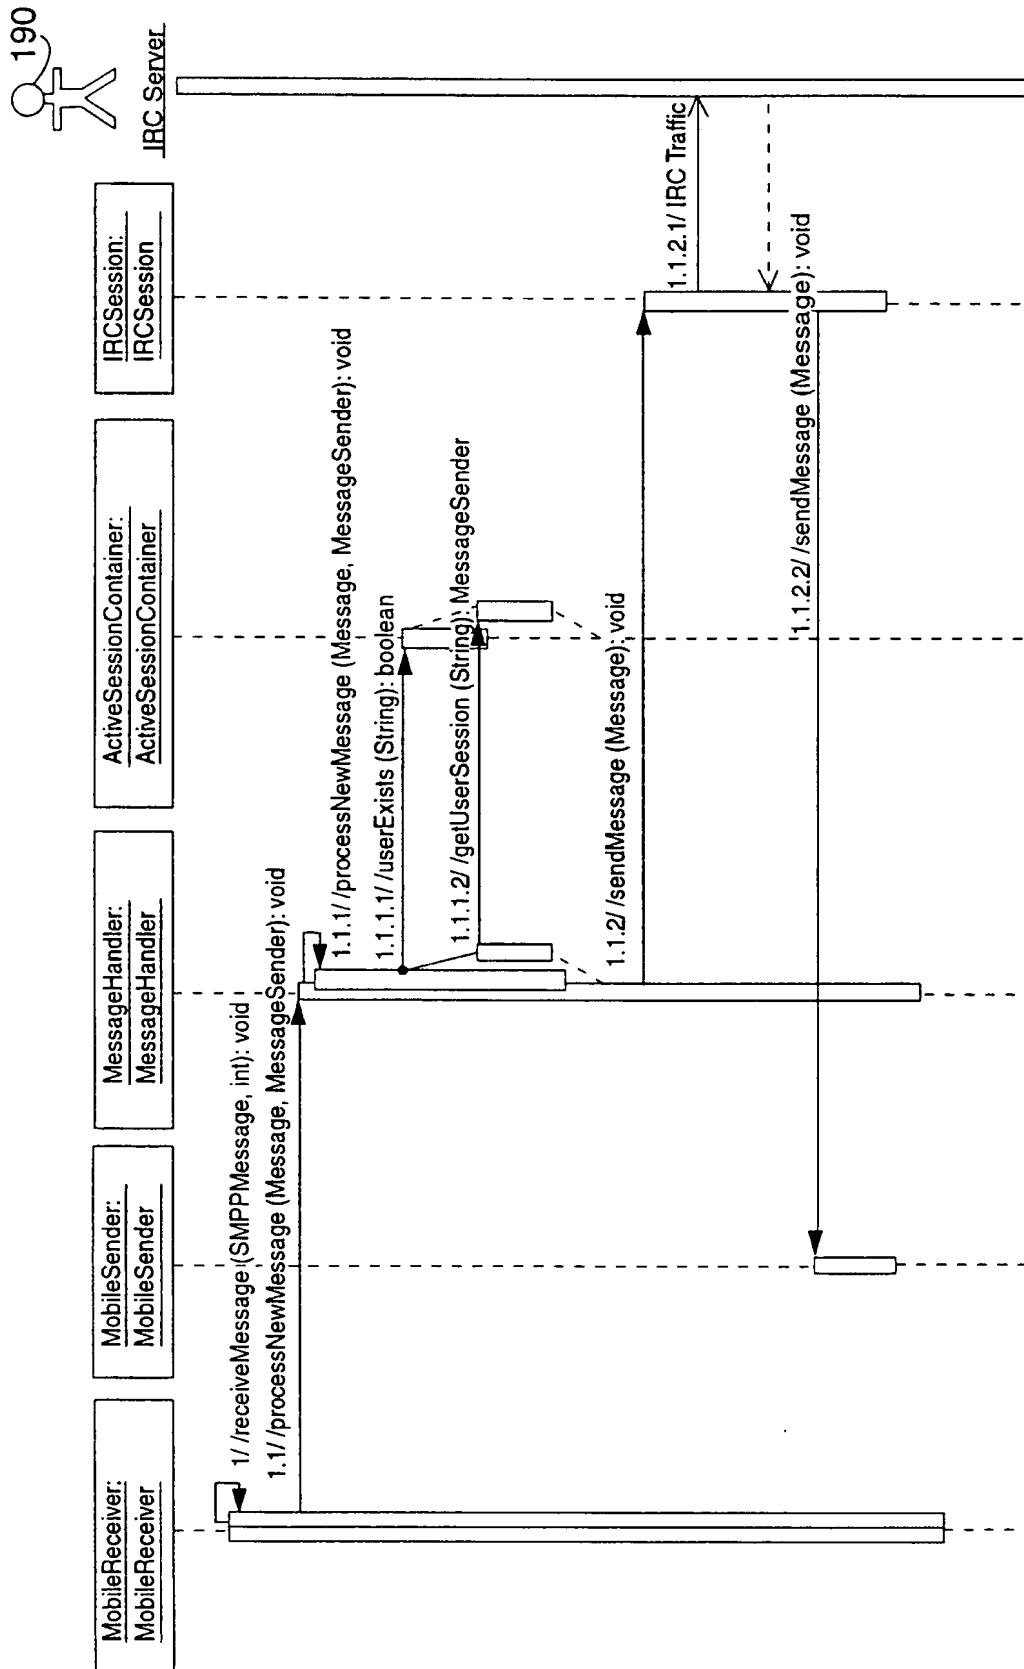 MobileReceiver:
MobileReceiver
MobileSender:
MobileSender
MessageHandler:
MessageHandler
ActiveSessionContainer:
ActiveSessionContainer
IRCSession:
IRCSession
190
IRC Server
1/ /receiveMessage (SMPPMessage, int): void
1.1/ /processNewMessage (Message, MessageSender): void
1.1.1/ /processNewMessage (Message, MessageSender): void
1.1.1.1/ /userExists (String): boolean
1.1.1.2/ /getUserSession (String): MessageSender
1.1.2/ /sendMessage (Message): void
1.1.2.1/ IRC Traffic
1.1.2.2/ /sendMessage (Message): void